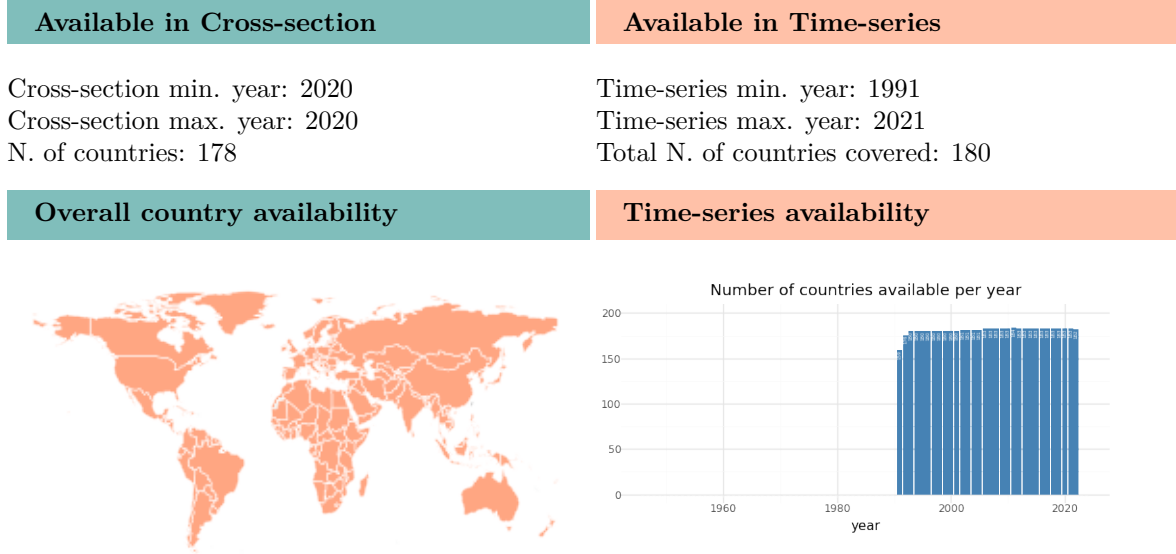 Available in Cross-section
Available in Time-series
Cross-section min. year: 2020
Cross-section max. year: 2020
N. of countries: 178
Time-series min. year: 1991
Time-series max. year: 2021
Total N. of countries covered: 180
Overall country availability
Time-series availability
Number of countries available per year
200
150
100
50
0
1960 1980 2000 2020
year